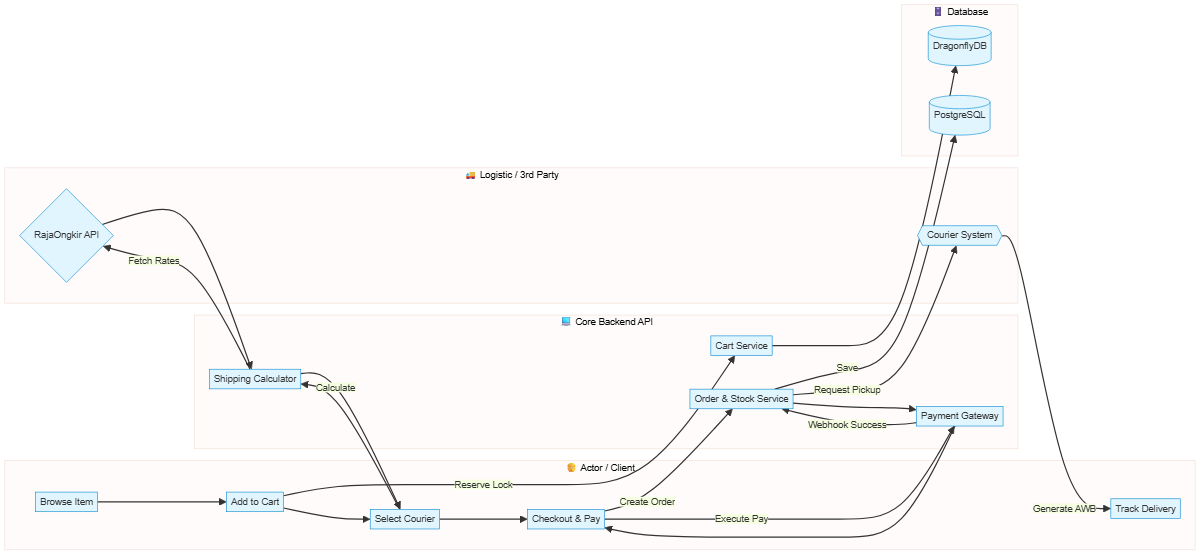 Database
DragonflyDB
PostgreSQL
Logistic / 3rd Party
RajaOngkir API
Fetch Rates
Courier System
Core Backend API
Cart Service
Shipping Calculator
Calculate
Save
Request Pickup
Order & Stock Service
Payment Gateway
Webhook Success
Actor / Client
Reserve Lock
Browse Item
Add to Cart
Create Order
Select Courier
Checkout & Pay
Execute Pay
Generate AWB
Track Delivery